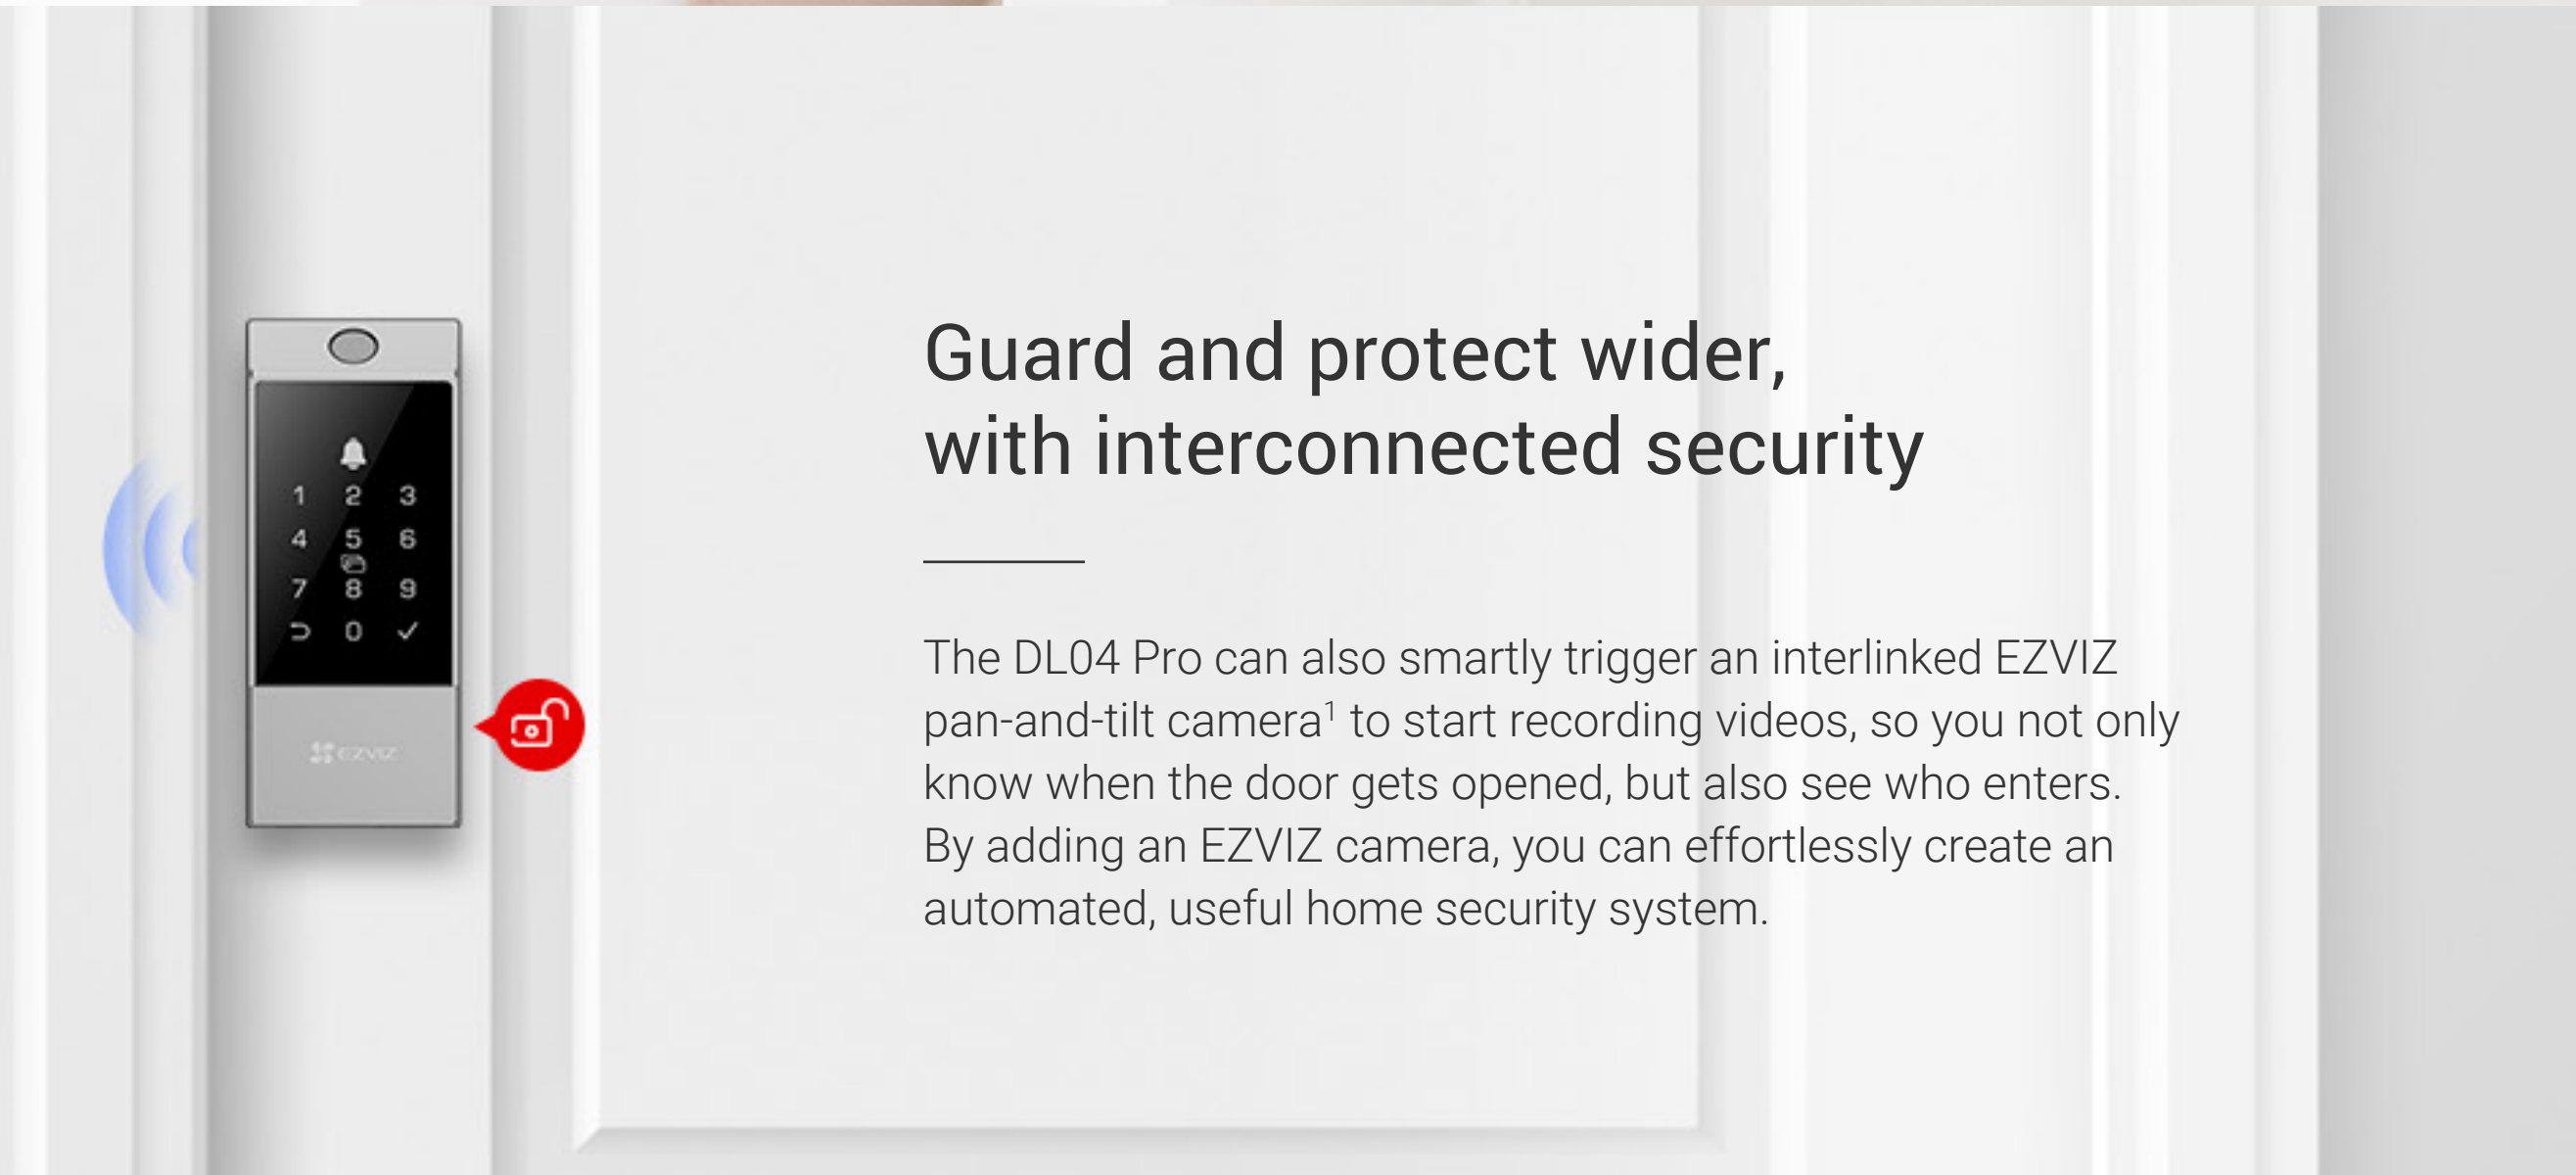 1 2 3
4 5 6
7 8 9
0
EZVIZ
Guard and protect wider,
with interconnected security
The DL04 Pro can also smartly trigger an interlinked EZVIZ
pan-and-tilt camera¹ to start recording videos, so you not only
know when the door gets opened, but also see who enters.
By adding an EZVIZ camera, you can effortlessly create an
automated, useful home security system.